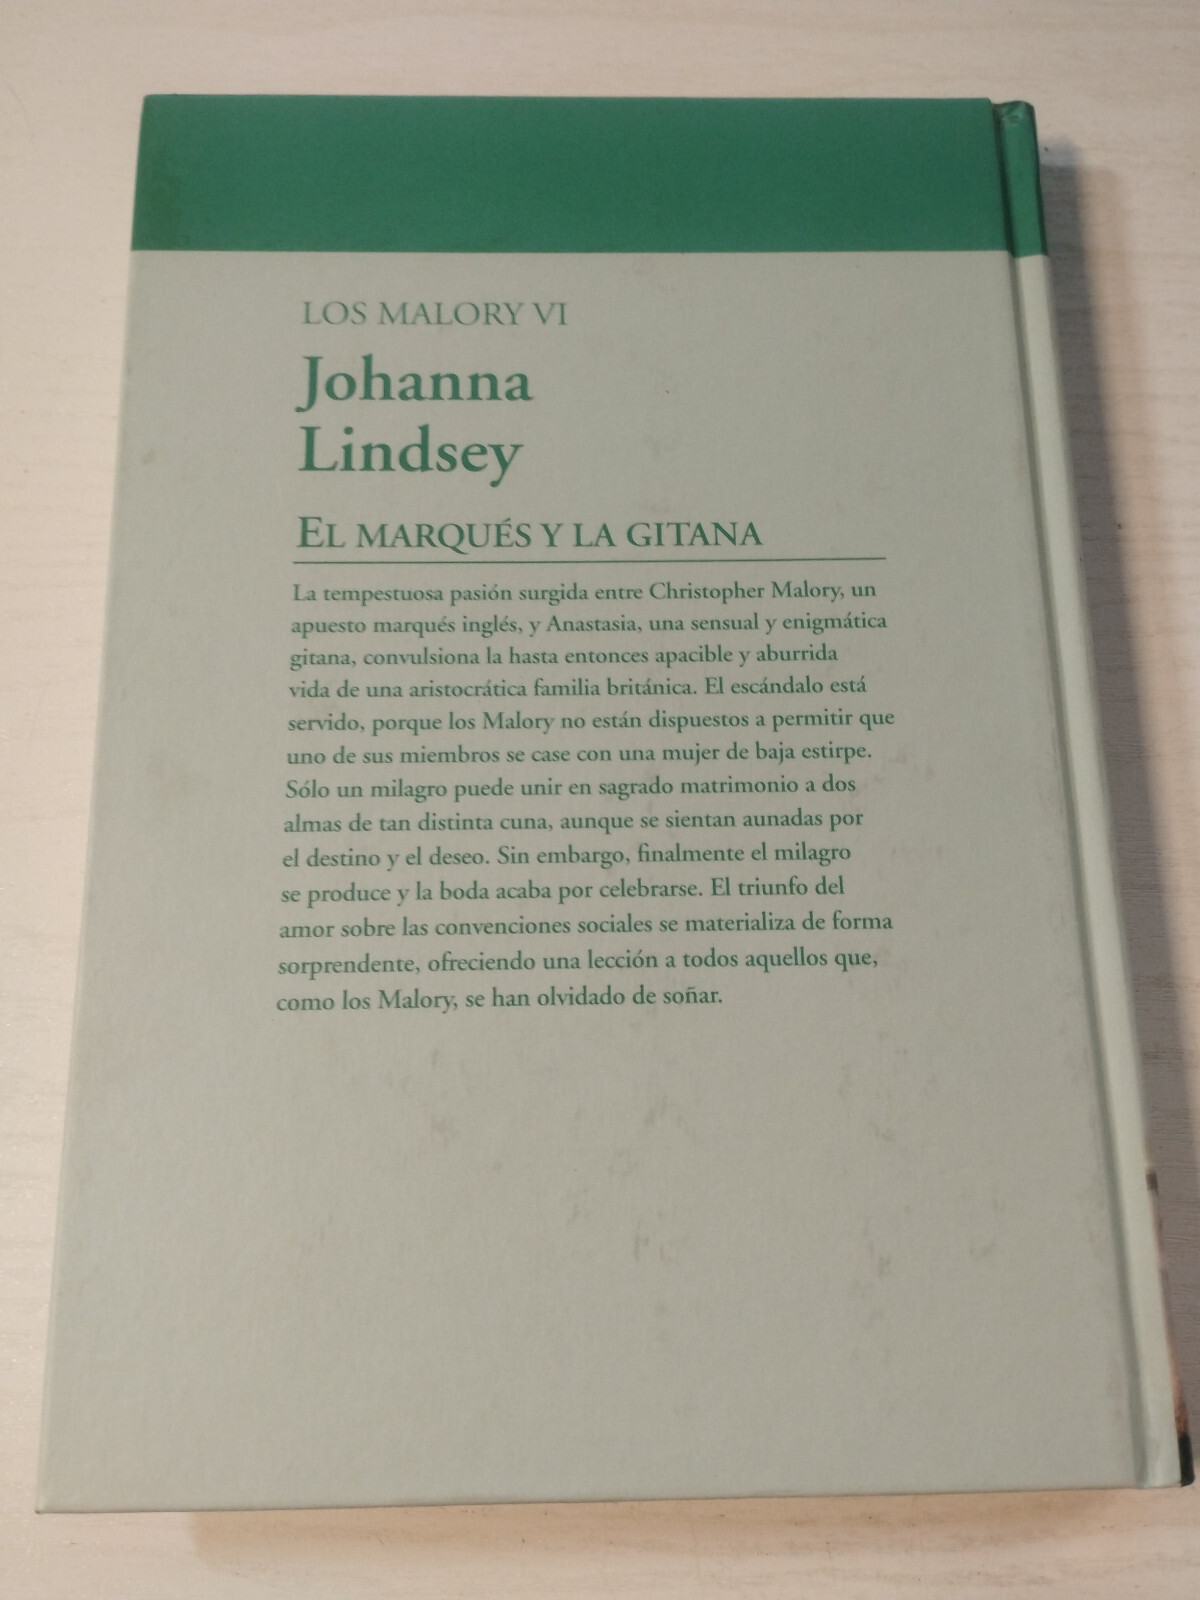 LOS MALORY VI
Johanna
Lindsey
EL MARQUÉS Y LA GITANA
La tempestuosa pasión surgida entre Christopher Malory, un
apuesto marqués inglés, y Anastasia, una sensual y enigmática
gitana, convulsiona la hasta entonces apacible y aburrida
vida de una aristocrática familia británica. El escándalo está
servido, porque los Malory no están dispuestos a permitir que
uno de sus miembros se case con una mujer de baja estirpe.
Sólo un milagro puede unir en sagrado matrimonio a dos
almas de tan distinta cuna, aunque se sientan aunadas por
el destino y el deseo. Sin embargo, finalmente el milagro
se produce y la boda acaba por celebrarse. El triunfo del
amor sobre las convenciones sociales se materializa de forma
sorprendente, ofreciendo una lección a todos aquellos que,
como los Malory, se han olvidado de soñar.